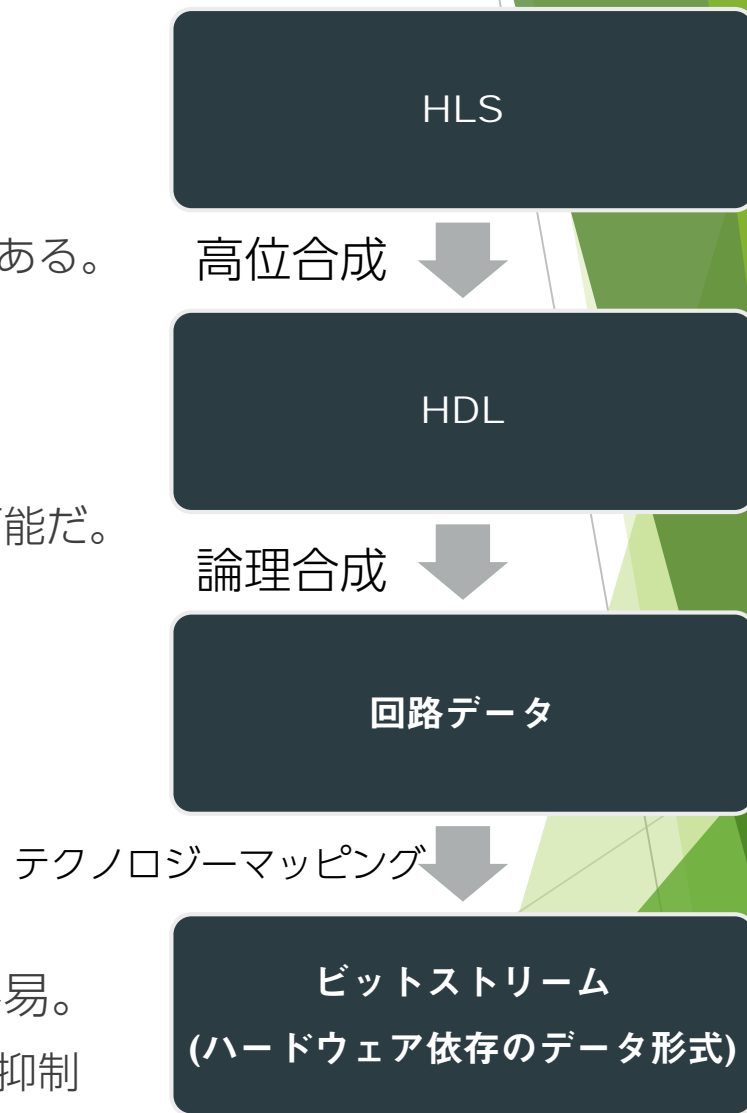 HLS
ある。
高位合成
HDL
能だ。
論理合成
回路データ
テクノロジーマッピング
ビットストリーム
易。
(ハードウェア依存のデータ形式)
抑制